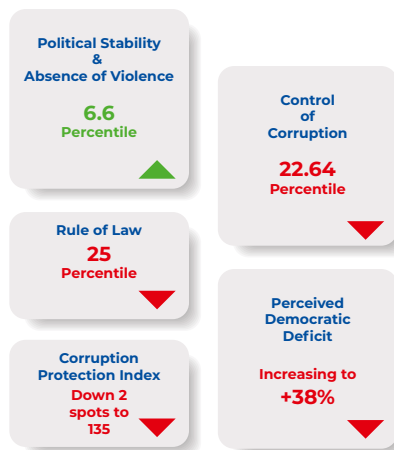 Political Stability
&
Absence of Violence
6.6
Percentile
Control
of
Corruption
22.64
Percentile
Rule of Law
25
Percentile
Perceived
Democratic
Deficit
Increasing to
+38%
Corruption
Protection Index
Down 2
spots to
135